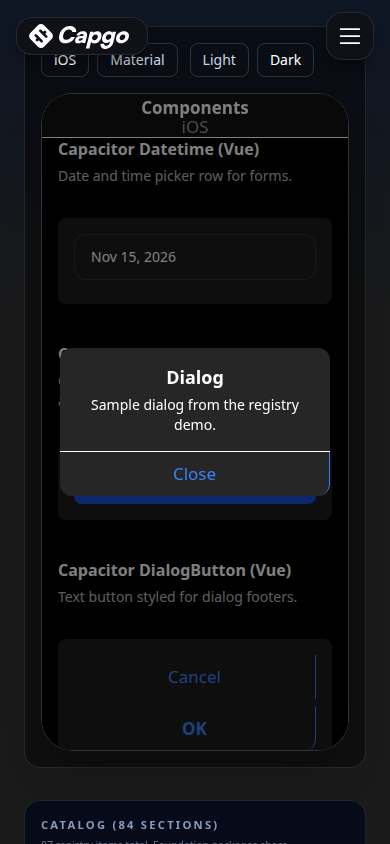 Capgo
iOS
Material
Light
Dark
Components
iOS
Capacitor Datetime (Vue)
Date and time picker row for forms.
Nov 15, 2026
Dialog
Sample dialog from the registry
demo.
Close
Capacitor DialogButton (Vue)
Text button styled for dialog footers.
Cancel
OK
CATALOG (84 SECTIONS)